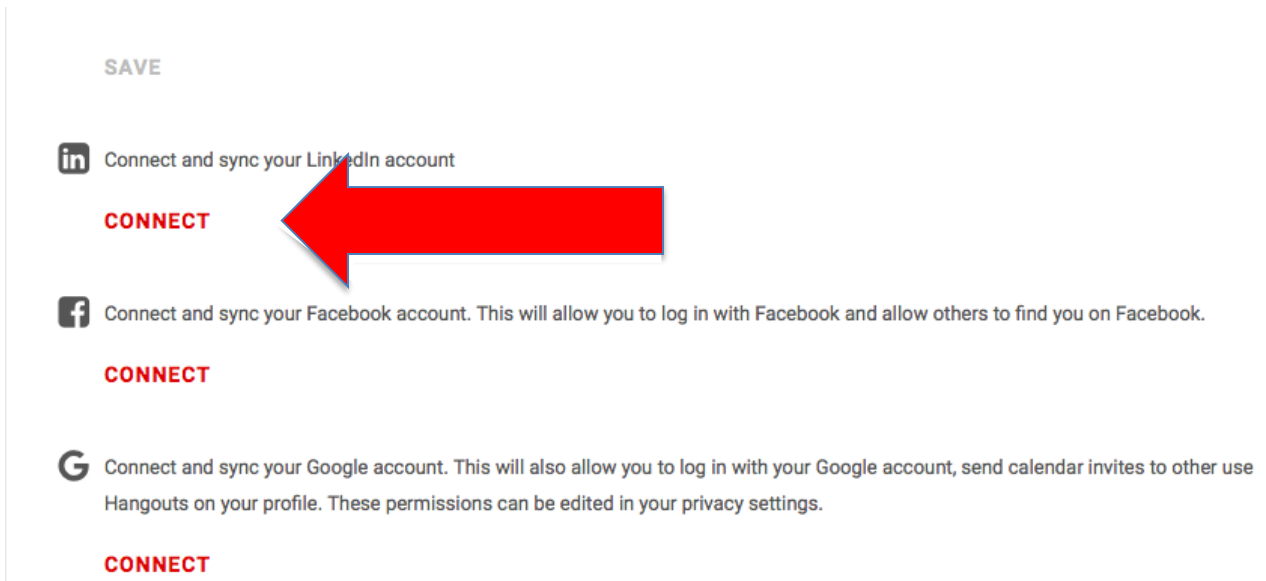 SAVE
in Connect and sync your LinkedIn account
CONNECT
f Connect and sync your Facebook account. This will allow you to log in with Facebook and allow others to find you on Facebook.
CONNECT
G Connect and sync your Google account. This will also allow you to log in with your Google account, send calendar invites to other use
Hangouts on your profile. These permissions can be edited in your privacy settings.
CONNECT